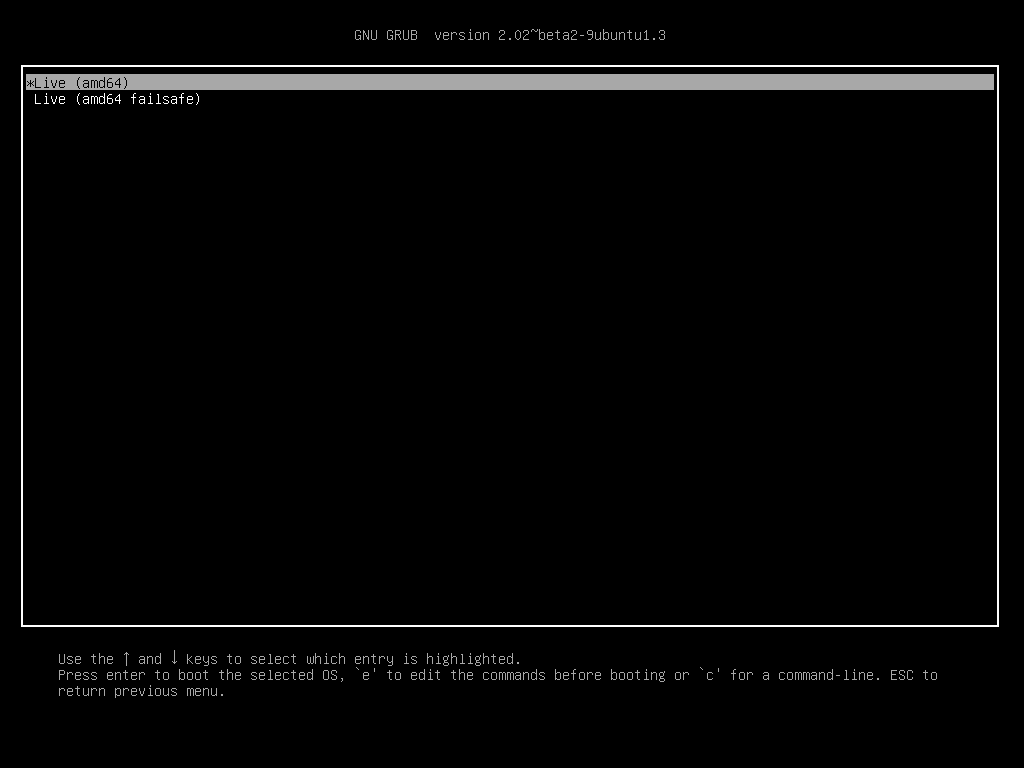 GNU GRUB  version 2.02~beta2-9ubuntu1.3
*Live (amd64)
Live (amd64 failsafe)
Use the ↑ and ↓ keys to select which entry is highlighted.
Press enter to boot the selected OS, `e' to edit the commands before booting or `c' for a command-line. ESC to
return previous menu.